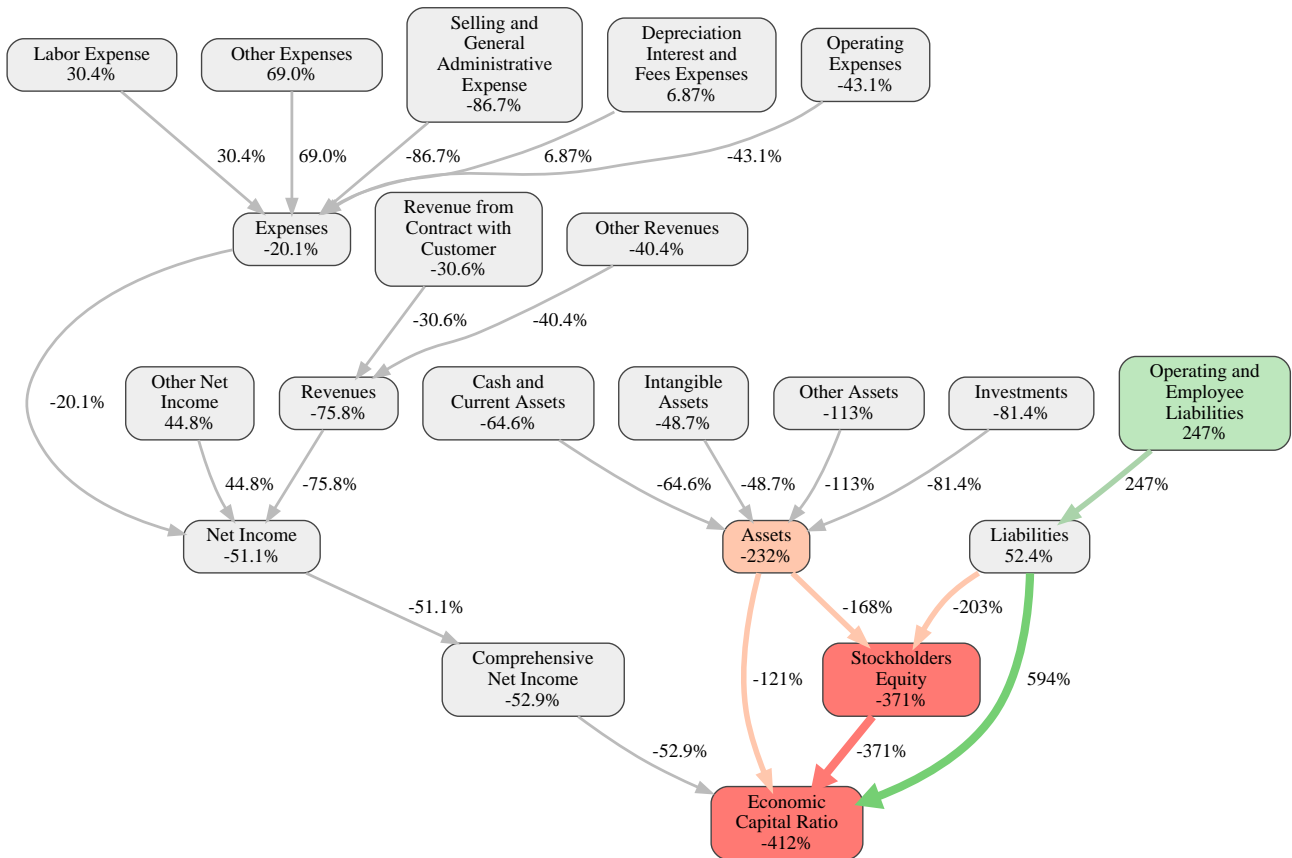 Labor Expense
30.4%
Other Expenses
69.0%
Selling and
General
Administrative
Expense
-86.7%
Depreciation
Interest and
Fees Expenses
6.87%
Operating
Expenses
-43.1%
30.4%
69.0%
-86.7%
6.87%
-43.1%
Expenses
-20.1%
Revenue from
Contract with
Customer
-30.6%
Other Revenues
-40.4%
-30.6%
-40.4%
-20.1%
Other Net
Income
44.8%
Revenues
-75.8%
Cash and
Current Assets
-64.6%
Intangible
Assets
-48.7%
Other Assets
-113%
Investments
-81.4%
Operating and
Employee
Liabilities
247%
44.8%
-75.8%
-64.6%
-48.7%
-113%
-81.4%
247%
Net Income
-51.1%
Assets
-232%
Liabilities
52.4%
-51.1%
-168%
-203%
Comprehensive
Net Income
-52.9%
-121%
Stockholders
Equity
-371%
594%
-52.9%
-371%
Economic
Capital Ratio
-412%